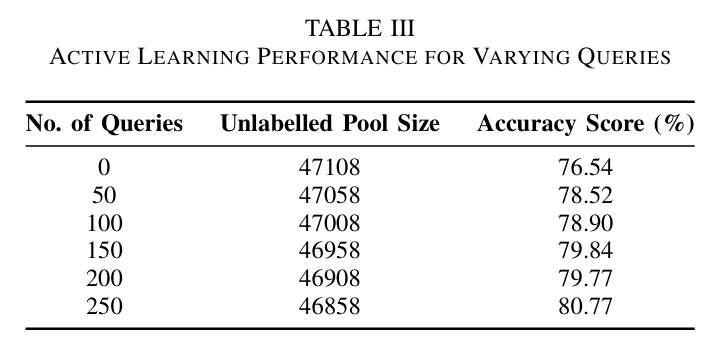 TABLE III
ACTIVE LEARNING PERFORMANCE FOR VARYING QUERIES
No. of Queries Unlabelled Pool Size Accuracy Score (%)
0 47108 76.54
50 47058 78.52
100 47008 78.90
150 46958 79.84
200 46908 79.77
250 46858 80.77